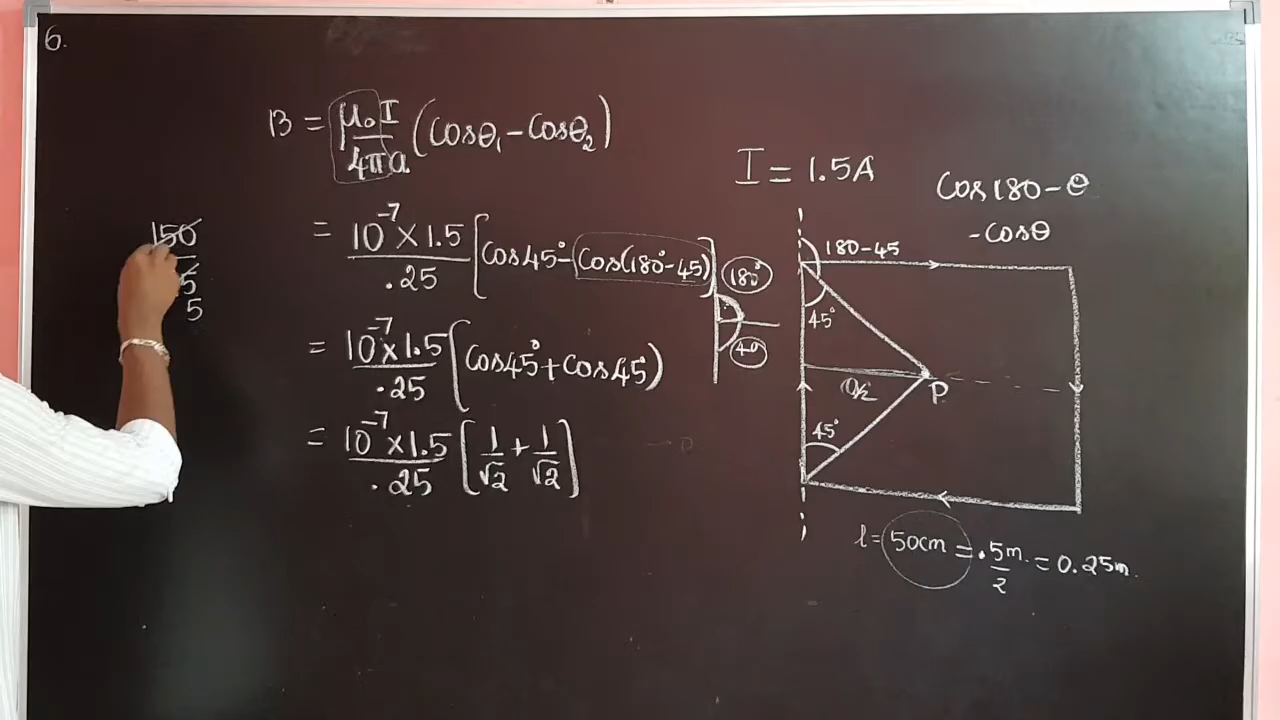 6.
B = μ₀I/4πa (Cosθ₁ - Cosθ₂)
= 10⁻⁷ × 1.5/.25 [Cos45° - (Cos(180° - 45)]
= 10⁻⁷ × 1.5/.25 [Cos45° + Cos45°)
= 10⁻⁷ × 1.5/.25 [1/√2 + 1/√2]
150
5
5
180°
I = 1.5A
Cos180 - θ
- Cosθ
180 - 45
45°
P
45°
l = 50cm = .5m/2 = 0.25m.